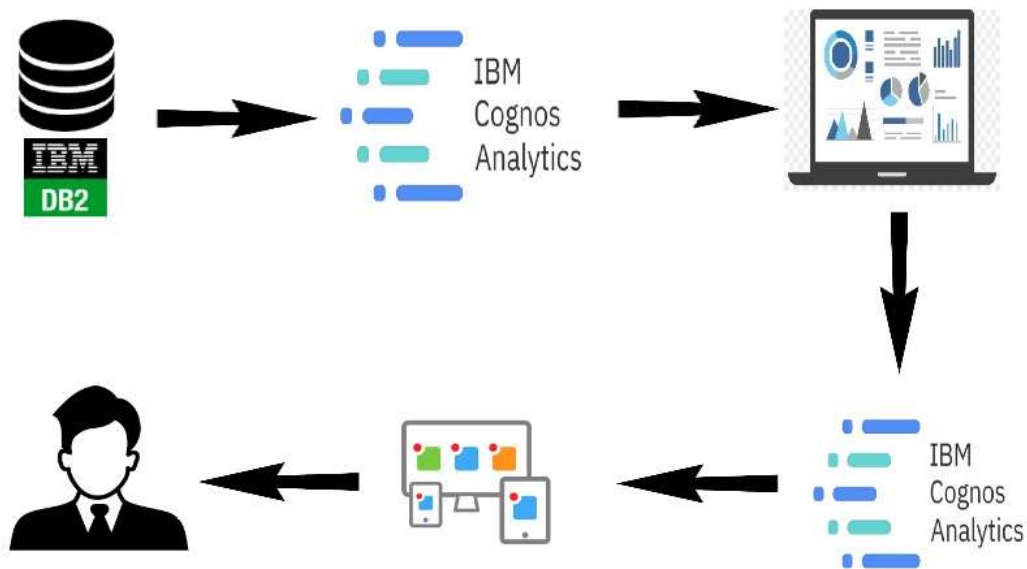 IBM
Cognos
Analytics
IBM
DB2
IBM
Cognos
Analytics